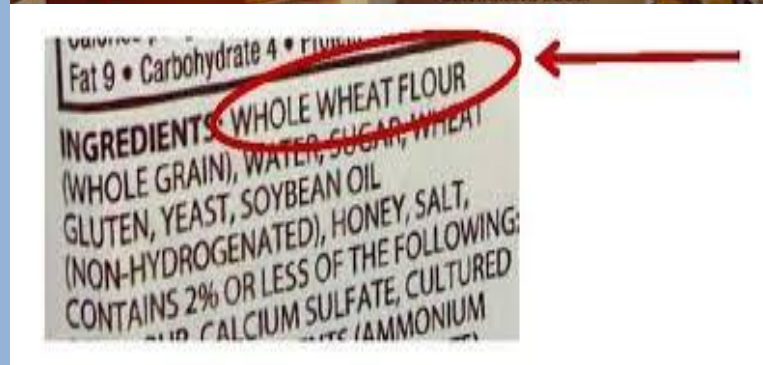 Fat 9 • Carbohydrate 4 •
INGREDIENTS: WHOLE WHEAT FLOUR
(WHOLE GRAIN), WATER, SUGAR, WHEAT
GLUTEN, YEAST, SOYBEAN OIL
(NON-HYDROGENATED), HONEY, SALT,
CONTAINS 2% OR LESS OF THE FOLLOWING:
CALCIUM SULFATE, CULTURED
(AMMONIUM